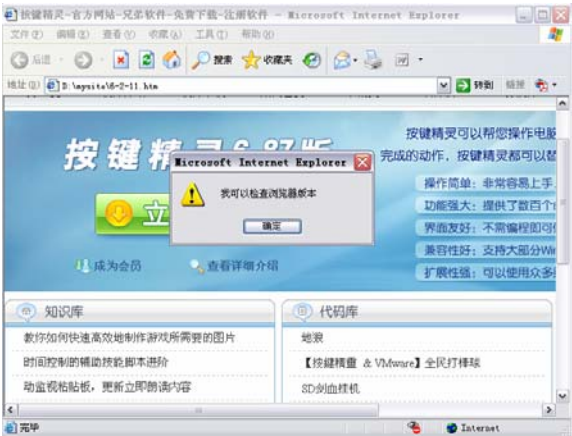 按键精灵-官方网站-兄弟软件-免费下载-注册软件 - Microsoft Internet Explorer
文件(F) 编辑(E) 查看(V) 收藏(A) 工具(T) 帮助(H)
后退 搜索 收藏夹
地址(D) D:\mysite\6-2-11.htm 转到 链接
按键精灵可以帮您操作电脑
按键精
完成的动作，按键精灵都可以替
Microsoft Internet Explorer
我可以检查浏览器版本
确定
操作简单：非常容易上手
功能强大：提供了数百个
界面友好：不需编程即可
兼容性好：支持大部分Win
扩展性强：可以使用众多
立
成为会员 查看详细介绍
知识库 代码库
教你如何快速高效地制作游戏所需要的图片 地浪
时间控制的辅助技能脚本进阶 【按键精灵 & VMware】全民打棒球
动监视粘贴板，更新立即朗读内容 SD剑血挂机
完毕 Internet